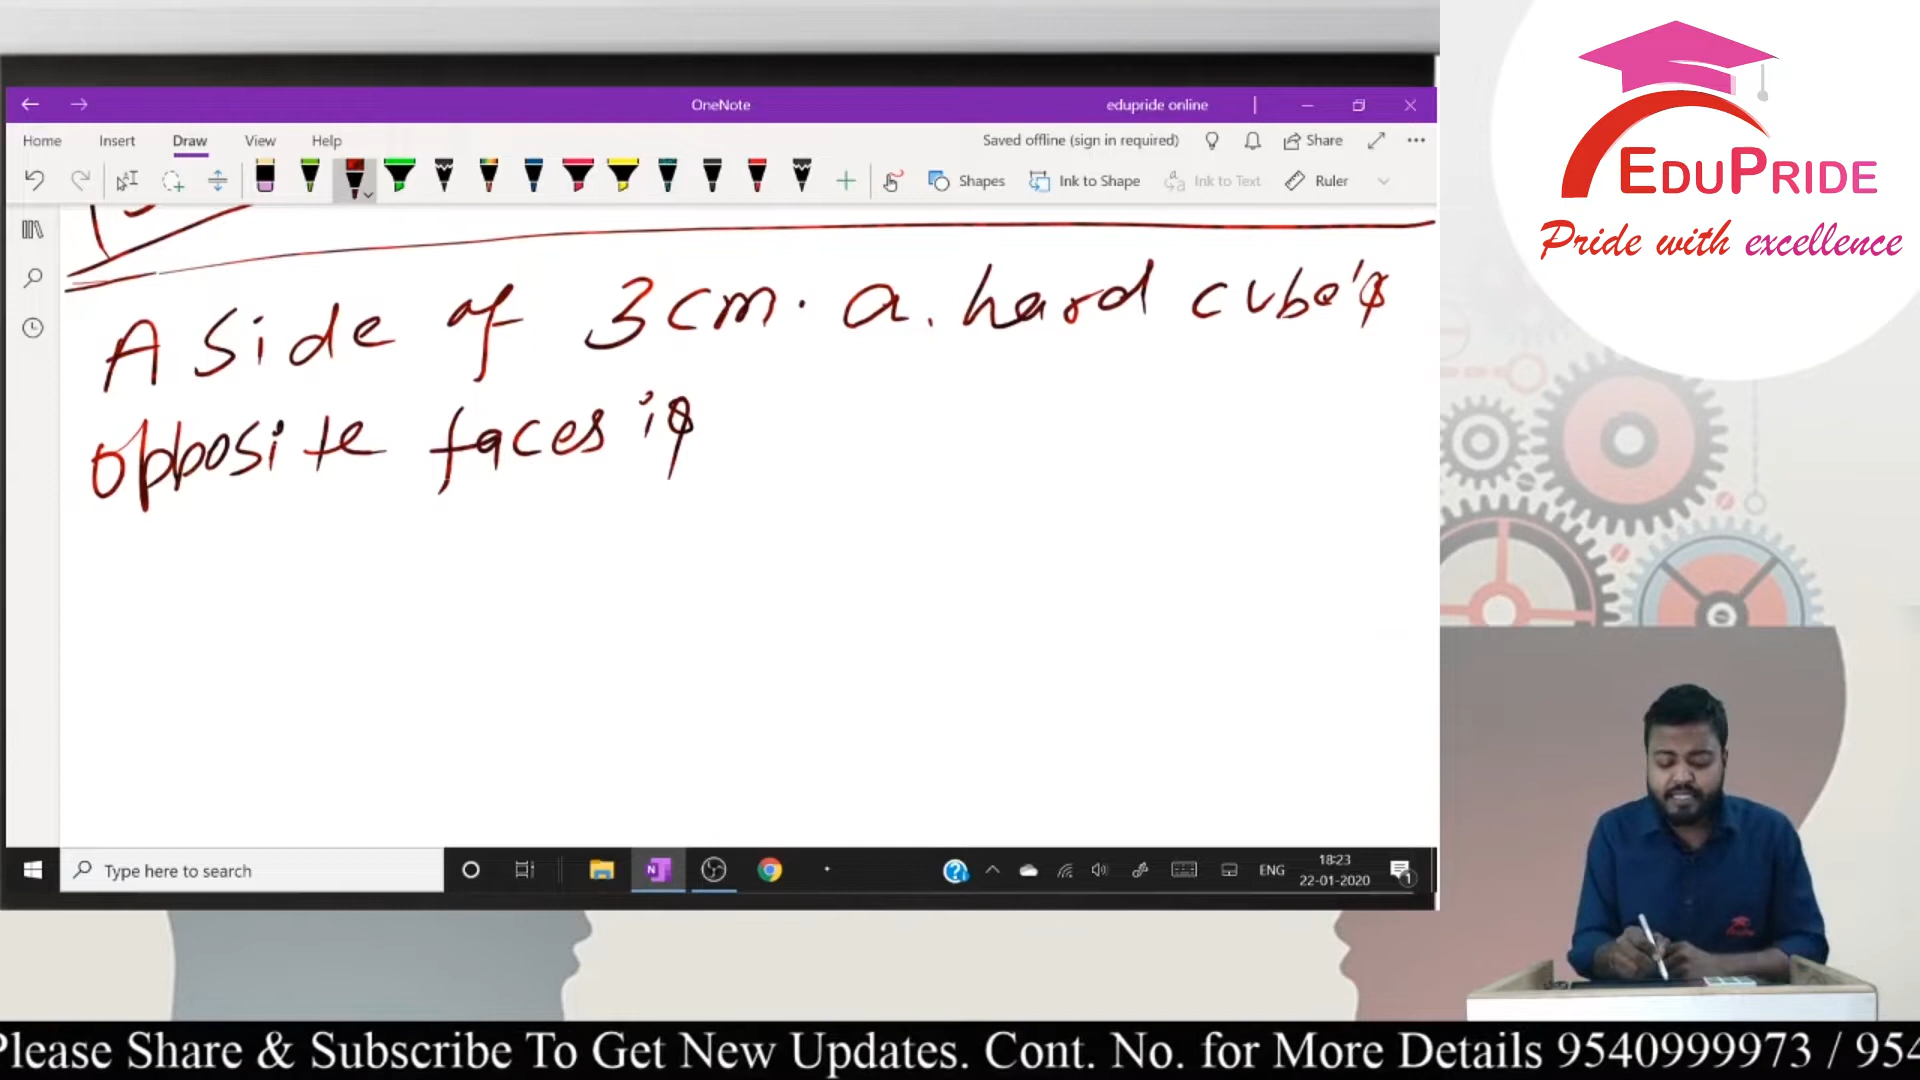 OneNote
edupride online
Home Insert Draw View Help
Saved offline (sign in required)
Share
Shapes
Ink to Shape
Ink to Text
Ruler
A side of 3cm. a. hard cube's
opposite faces is
EDUPRIDE
Pride with excellence
Type here to search
ENG
18:23
22-01-2020
1
Please Share & Subscribe To Get New Updates. Cont. No. for More Details 9540999973 / 954